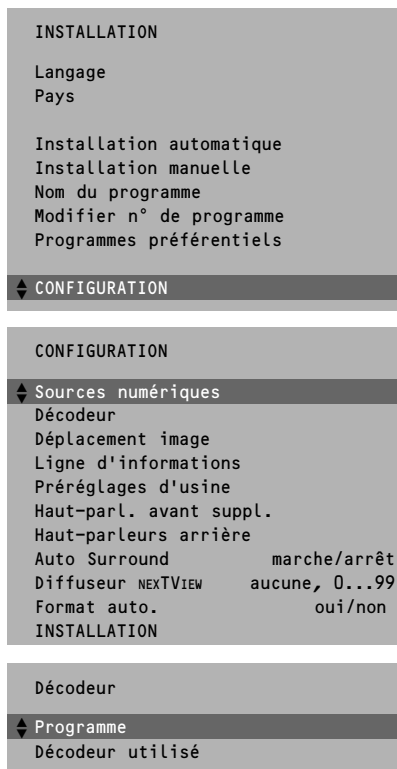 INSTALLATION
Langage
Pays
Installation automatique
Installation manuelle
Nom du programme
Modifier n° de programme
Programmes préférentiels
CONFIGURATION
CONFIGURATION
Sources numériques
Décodeur
Déplacement image
Ligne d'informations
Préréglages d'usine
Haut-parl. avant suppl.
Haut-parleurs arrière
Auto Surround marche/arrêt
Diffuseur NEXTVIEW aucune, 0...99
Format auto. oui/non
INSTALLATION
Décodeur
Programme
Décodeur utilisé